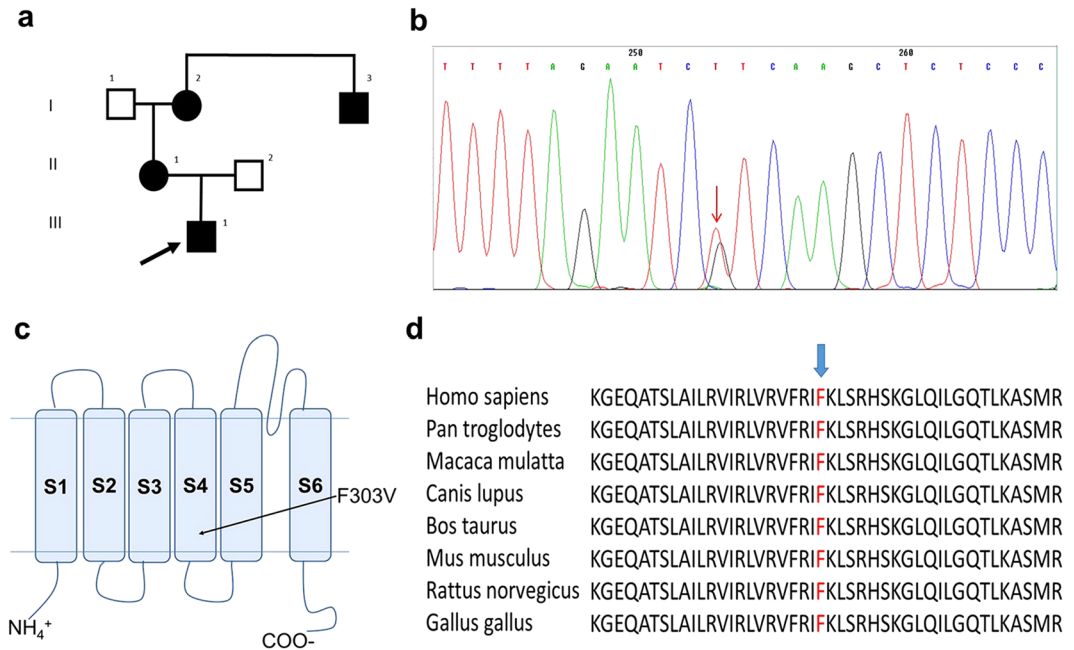 a
1
2
3
I
II
1
2
III
1
b
250
260
T T T T A G A A T C T T C A A G C T C T C C C
c
S1 S2 S3 S4 S5 S6
F303V
NH₄⁺
COO-
d
Homo sapiens KGEQATSLAILRVIRLVRVFRIFKLSRHSKGLQILGQTLKASMR
Pan troglodytes KGEQATSLAILRVIRLVRVFRIFKLSRHSKGLQILGQTLKASMR
Macaca mulatta KGEQATSLAILRVIRLVRVFRIFKLSRHSKGLQILGQTLKASMR
Canis lupus KGEQATSLAILRVIRLVRVFRIFKLSRHSKGLQILGQTLKASMR
Bos taurus KGEQATSLAILRVIRLVRVFRIFKLSRHSKGLQILGQTLKASMR
Mus musculus KGEQATSLAILRVIRLVRVFRIFKLSRHSKGLQILGQTLKASMR
Rattus norvegicus KGEQATSLAILRVIRLVRVFRIFKLSRHSKGLQILGQTLKASMR
Gallus gallus KGEQATSLAILRVIRLVRVFRIFKLSRHSKGLQILGQTLKASMR